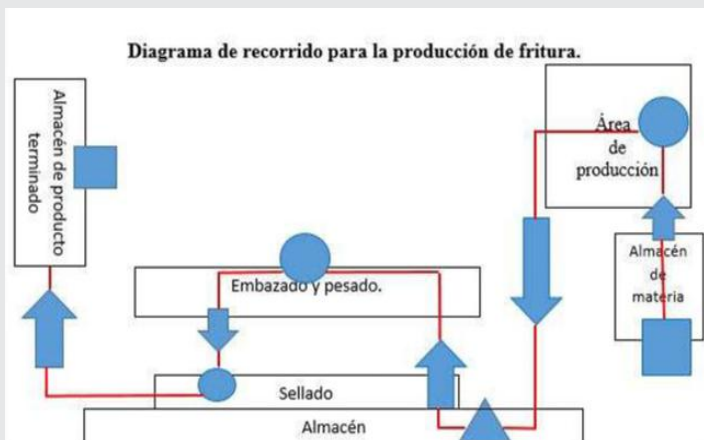 Diagrama de recorrido para la producción de fritura.
Almacén de producto
terminado
Área
de
producción
Almacén
de
materia
Embazado y pesado.
Sellado
Almacén